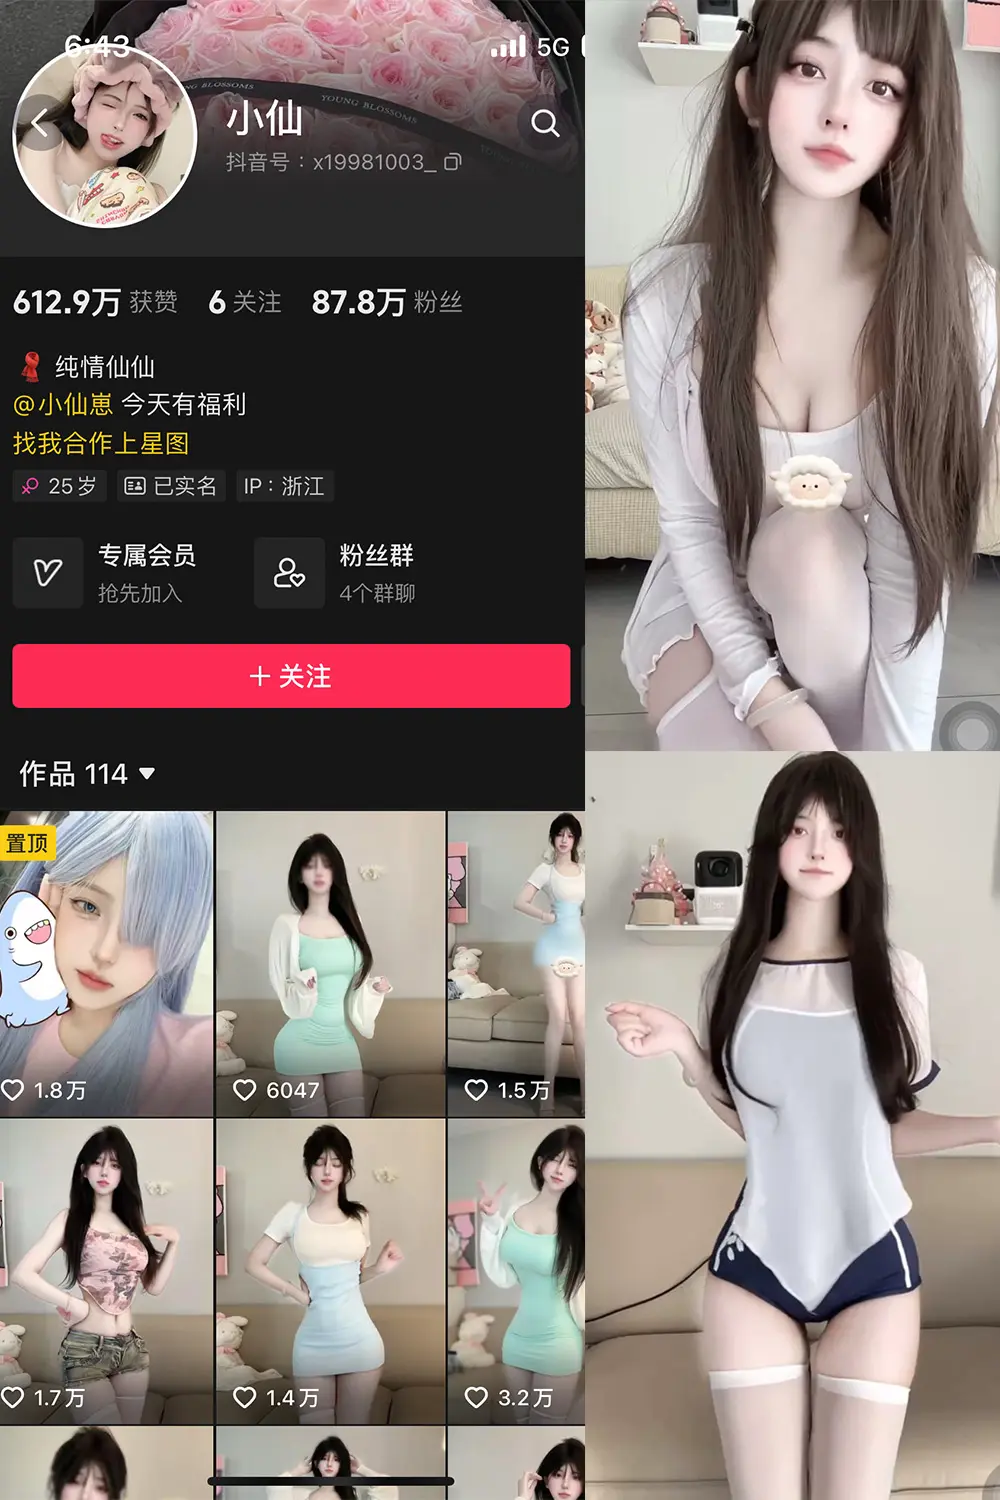 6:43
5G
NG BLOSSOMS
YOUNG BLOSSOMS
小仙
抖音号：x19981003_
612.9万 获赞 6 关注 87.8万 粉丝
纯情仙仙
@小仙崽 今天有福利
找我合作上星图
25岁 已实名 IP：浙江
专属会员 粉丝群
抢先加入 4个群聊
+ 关注
作品 114
置顶
1.8万 6047 1.5万
1.7万 1.4万 3.2万